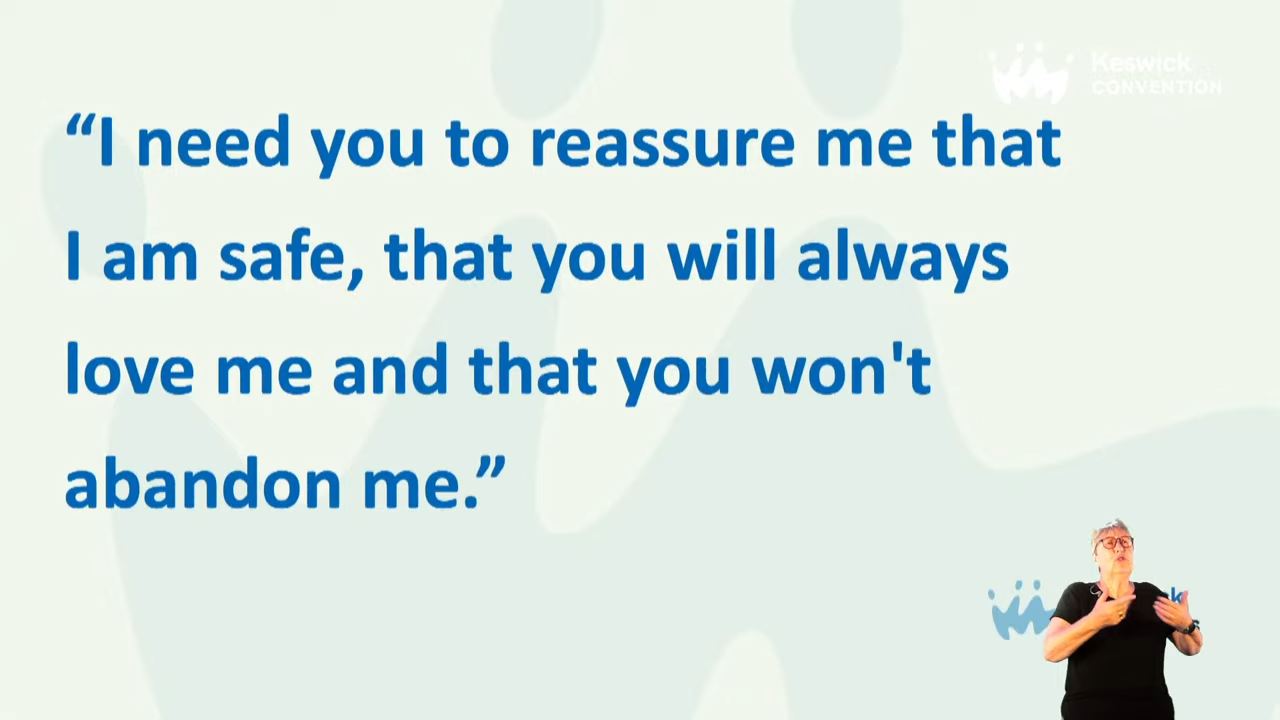 Keswick
CONVENTION
“I need you to reassure me that
I am safe, that you will always
love me and that you won't
abandon me.”